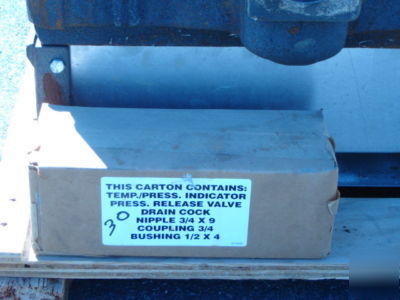 THIS CARTON CONTAINS:
TEMP./PRESS. INDICATOR
PRESS. RELEASE VALVE
DRAIN COCK
30
NIPPLE 3/4 X 9
COUPLING 3/4
BUSHING 1/2 X 4